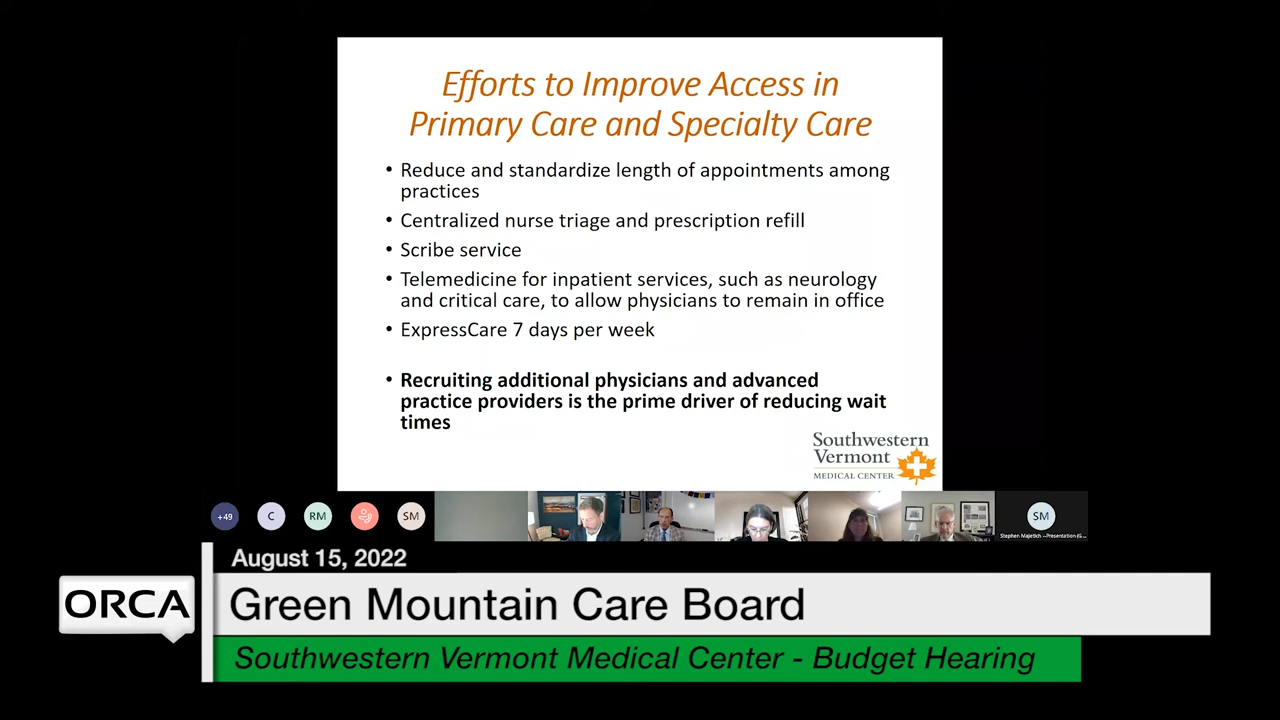 Efforts to Improve Access in
Primary Care and Specialty Care
• Reduce and standardize length of appointments among
practices
• Centralized nurse triage and prescription refill
• Scribe service
• Telemedicine for inpatient services, such as neurology
and critical care, to allow physicians to remain in office
• ExpressCare 7 days per week
• Recruiting additional physicians and advanced
practice providers is the prime driver of reducing wait
times
Southwestern
Vermont
MEDICAL CENTER
+49
C
RM
SM
SM
Stephen Majetich --Presentation (G...
August 15, 2022
ORCA
Green Mountain Care Board
Southwestern Vermont Medical Center - Budget Hearing